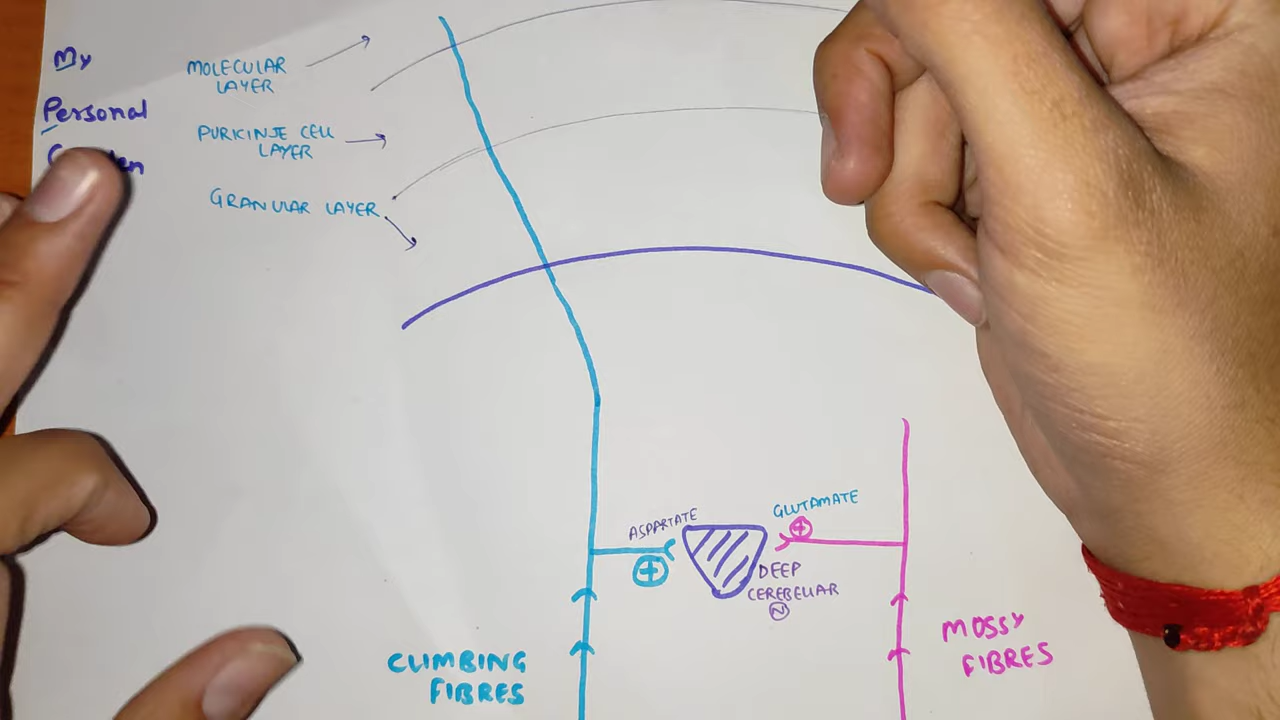 My
Personal
MOLECULAR
LAYER
PURKINJE CELL
LAYER
GRANULAR LAYER
ASPARTATE
GLUTAMATE
+
+
DEEP
CEREBELLAR
N
CLIMBING
FIBRES
MOSSY
FIBRES